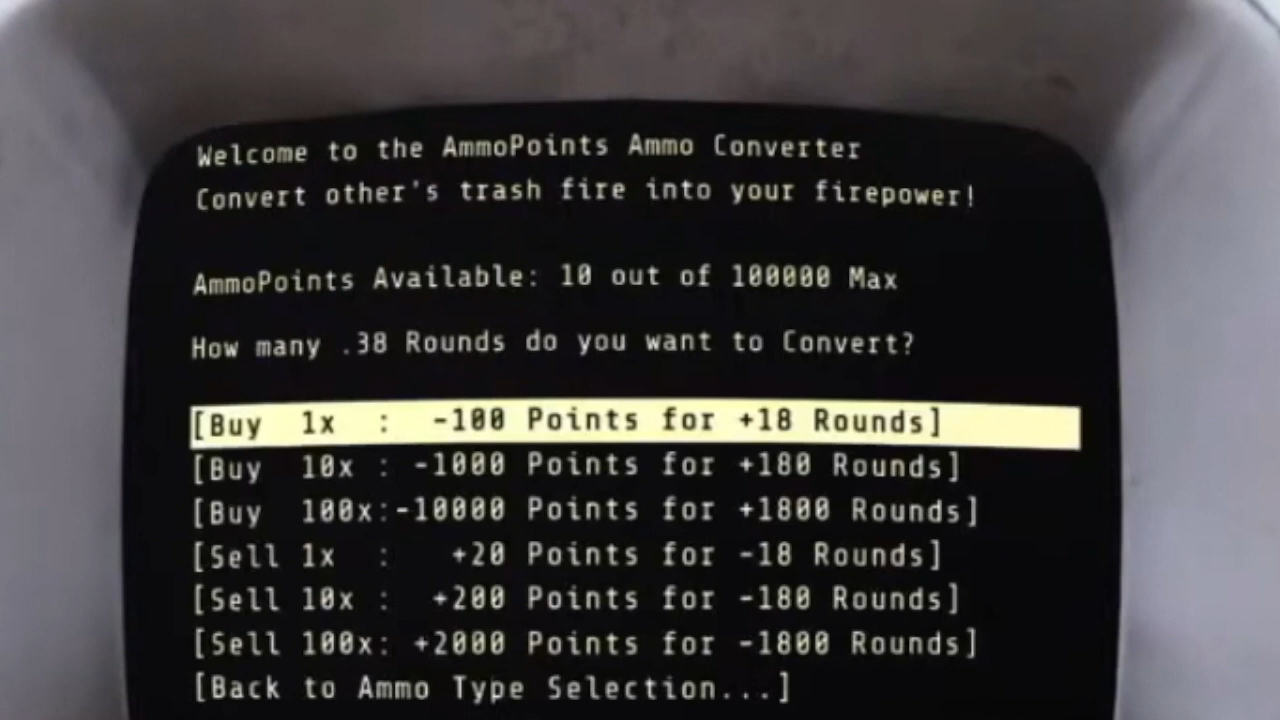 Welcome to the AmmoPoints Ammo Converter
Convert other's trash fire into your firepower!
AmmoPoints Available: 10 out of 100000 Max
How many .38 Rounds do you want to Convert?
[Buy 1x : -100 Points for +18 Rounds]
[Buy 10x : -1000 Points for +180 Rounds]
[Buy 100x:-10000 Points for +1800 Rounds]
[Sell 1x : +20 Points for -18 Rounds]
[Sell 10x : +200 Points for -180 Rounds]
[Sell 100x: +2000 Points for -1800 Rounds]
[Back to Ammo Type Selection...]